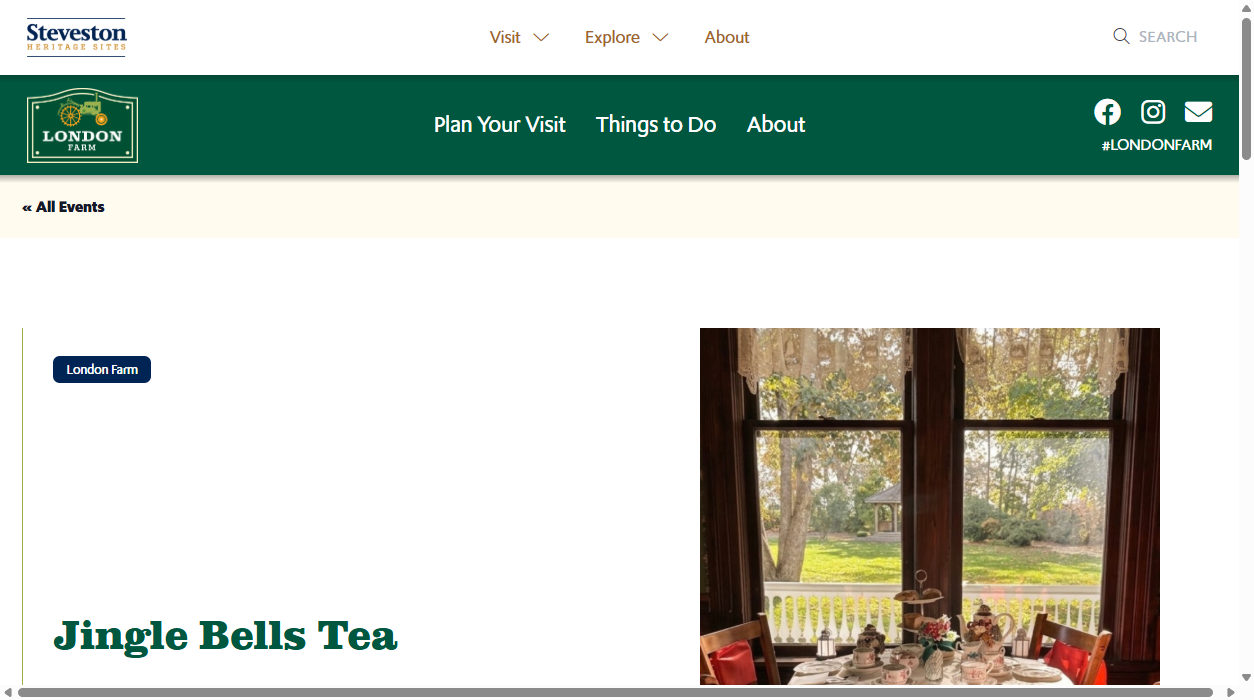 Steveston
HERITAGE SITES
Visit
Explore
About
SEARCH
LONDON
FARM
Plan Your Visit
Things to Do
About
#LONDONFARM
« All Events
London Farm
Jingle Bells Tea